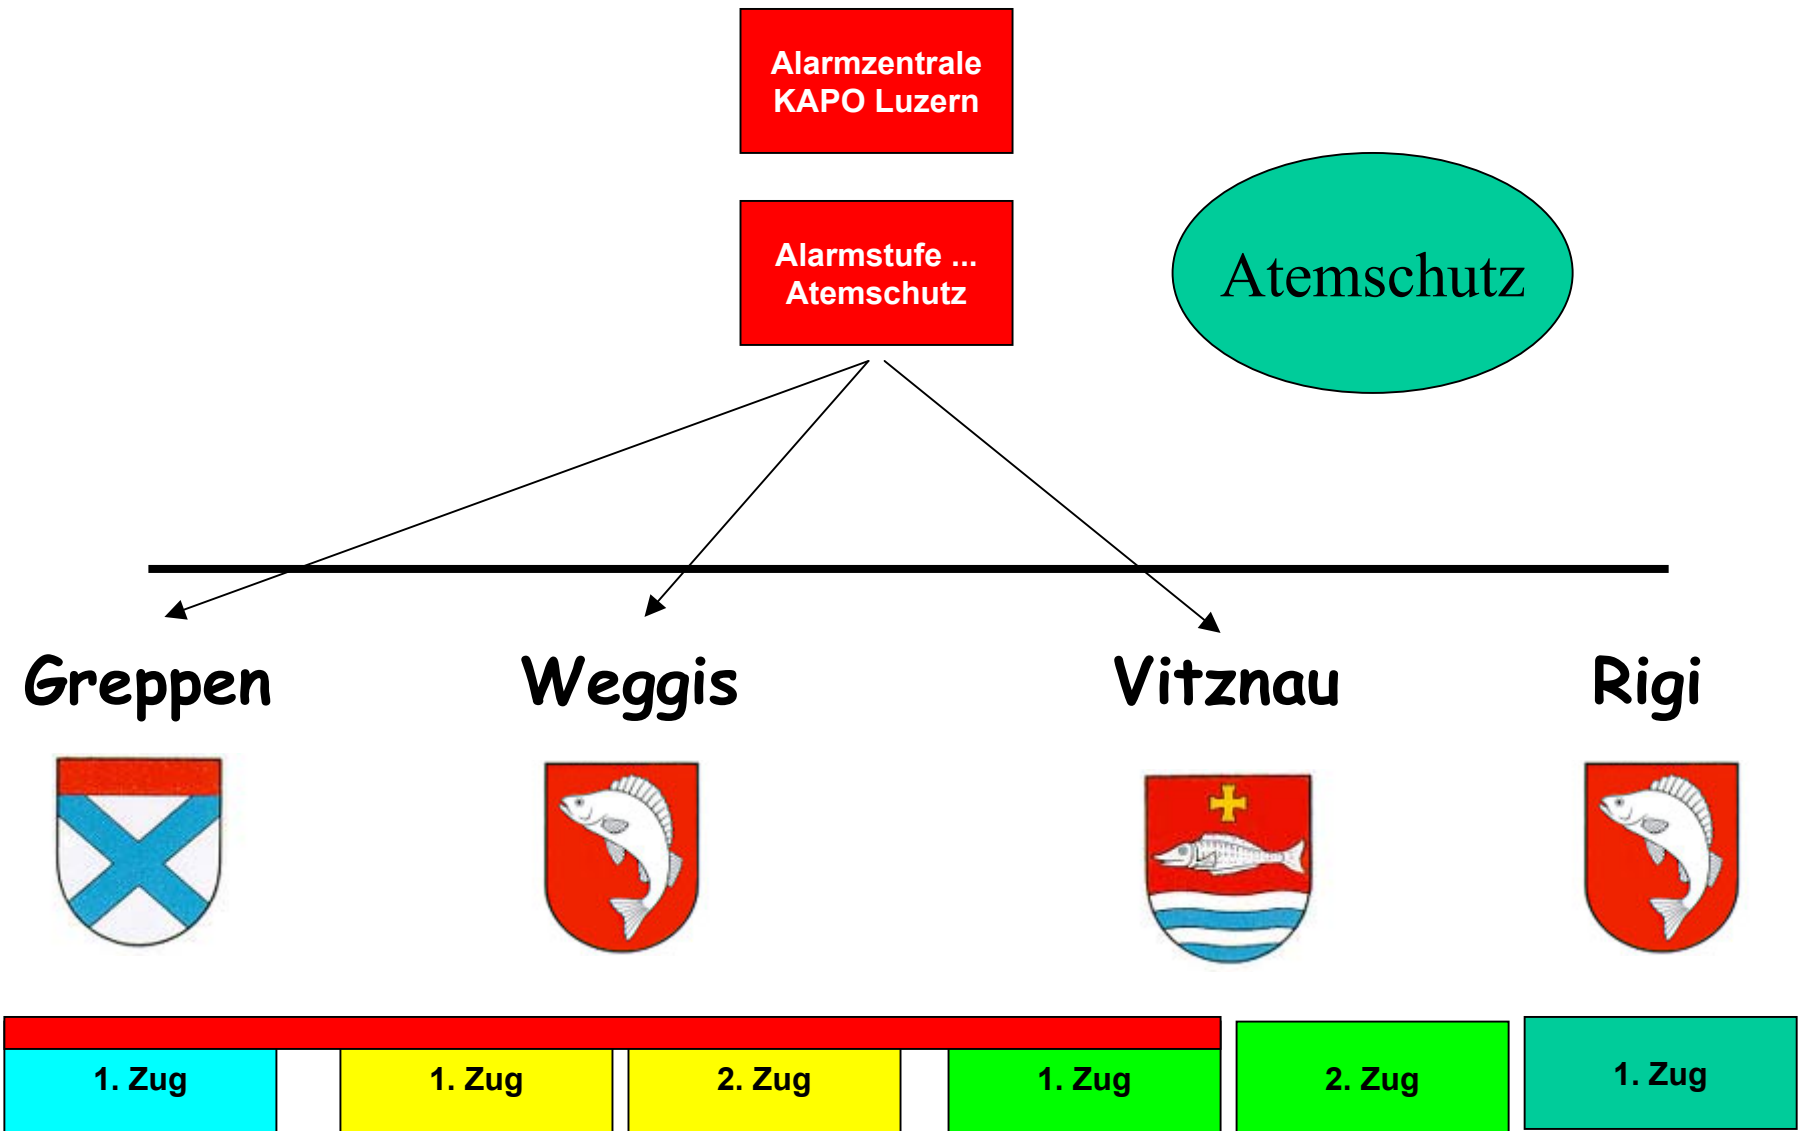 Alarmzentrale
KAPO Luzern
Alarmstufe ...
Atemschutz
Atemschutz
Greppen
Weggis
Vitznau
Rigi
1. Zug
1. Zug
2. Zug
1. Zug
2. Zug
1. Zug